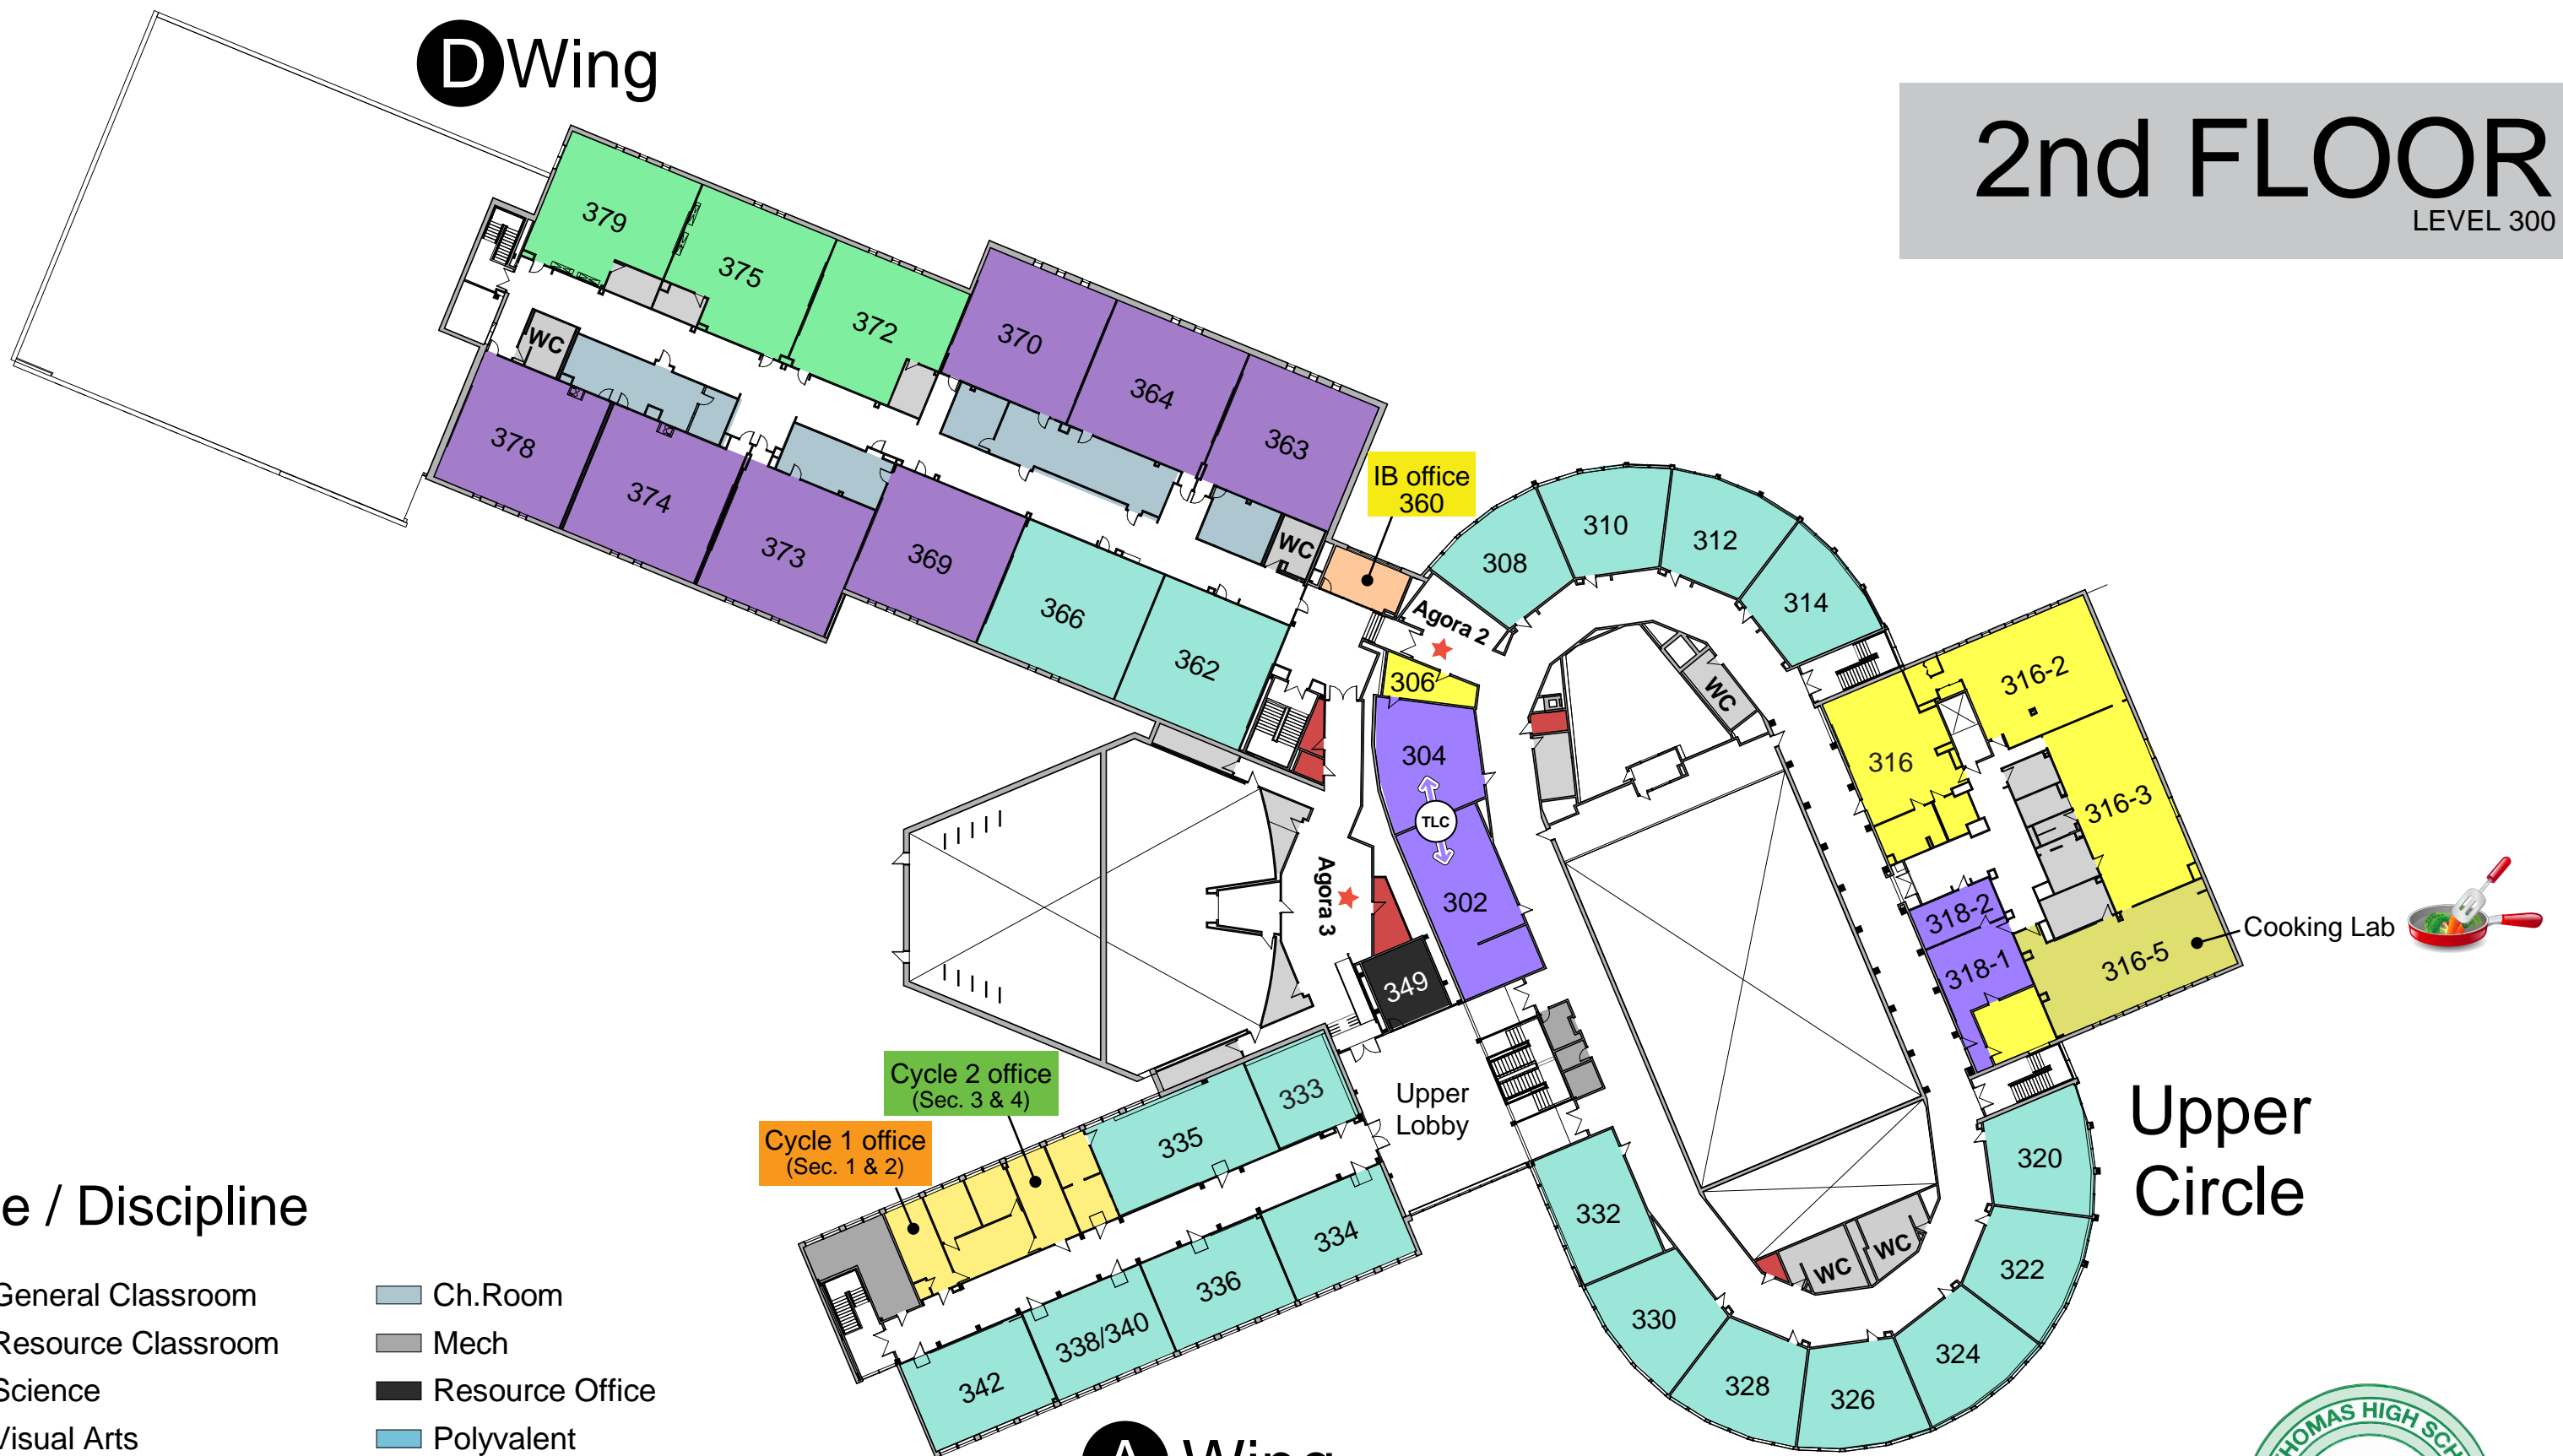 D Wing
2nd FLOOR
LEVEL 300
379
375
372
370
364
363
WC
378
374
373
369
366
362
WC
IB office
360
308
310
312
314
Agora 2
306
304
TLC
302
WC
316-2
316
316-3
318-2
318-1
316-5
Cooking Lab
Agora 3
349
Cycle 2 office
(Sec. 3 & 4)
Cycle 1 office
(Sec. 1 & 2)
333
335
Upper
Lobby
334
336
338/340
342
332
330
328
326
324
322
320
WC
WC
Upper
Circle
e / Discipline
General Classroom
Resource Classroom
Science
Visual Arts
Ch.Room
Mech
Resource Office
Polyvalent
A Wing
THOMAS HIGH SCH